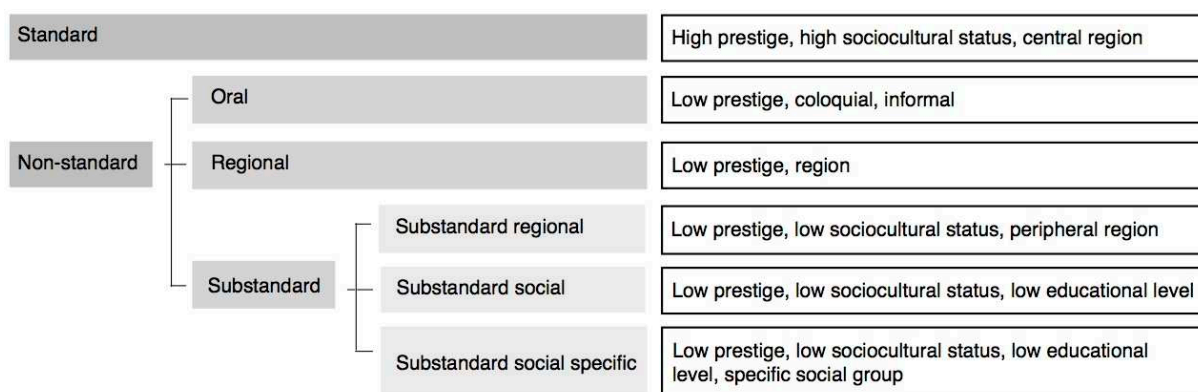 Standard
High prestige, high sociocultural status, central region
Oral
Low prestige, coloquial, informal
Non-standard
Regional
Low prestige, region
Substandard regional
Low prestige, low sociocultural status, peripheral region
Substandard
Substandard social
Low prestige, low sociocultural status, low educational level
Substandard social specific
Low prestige, low sociocultural status, low educational
level, specific social group